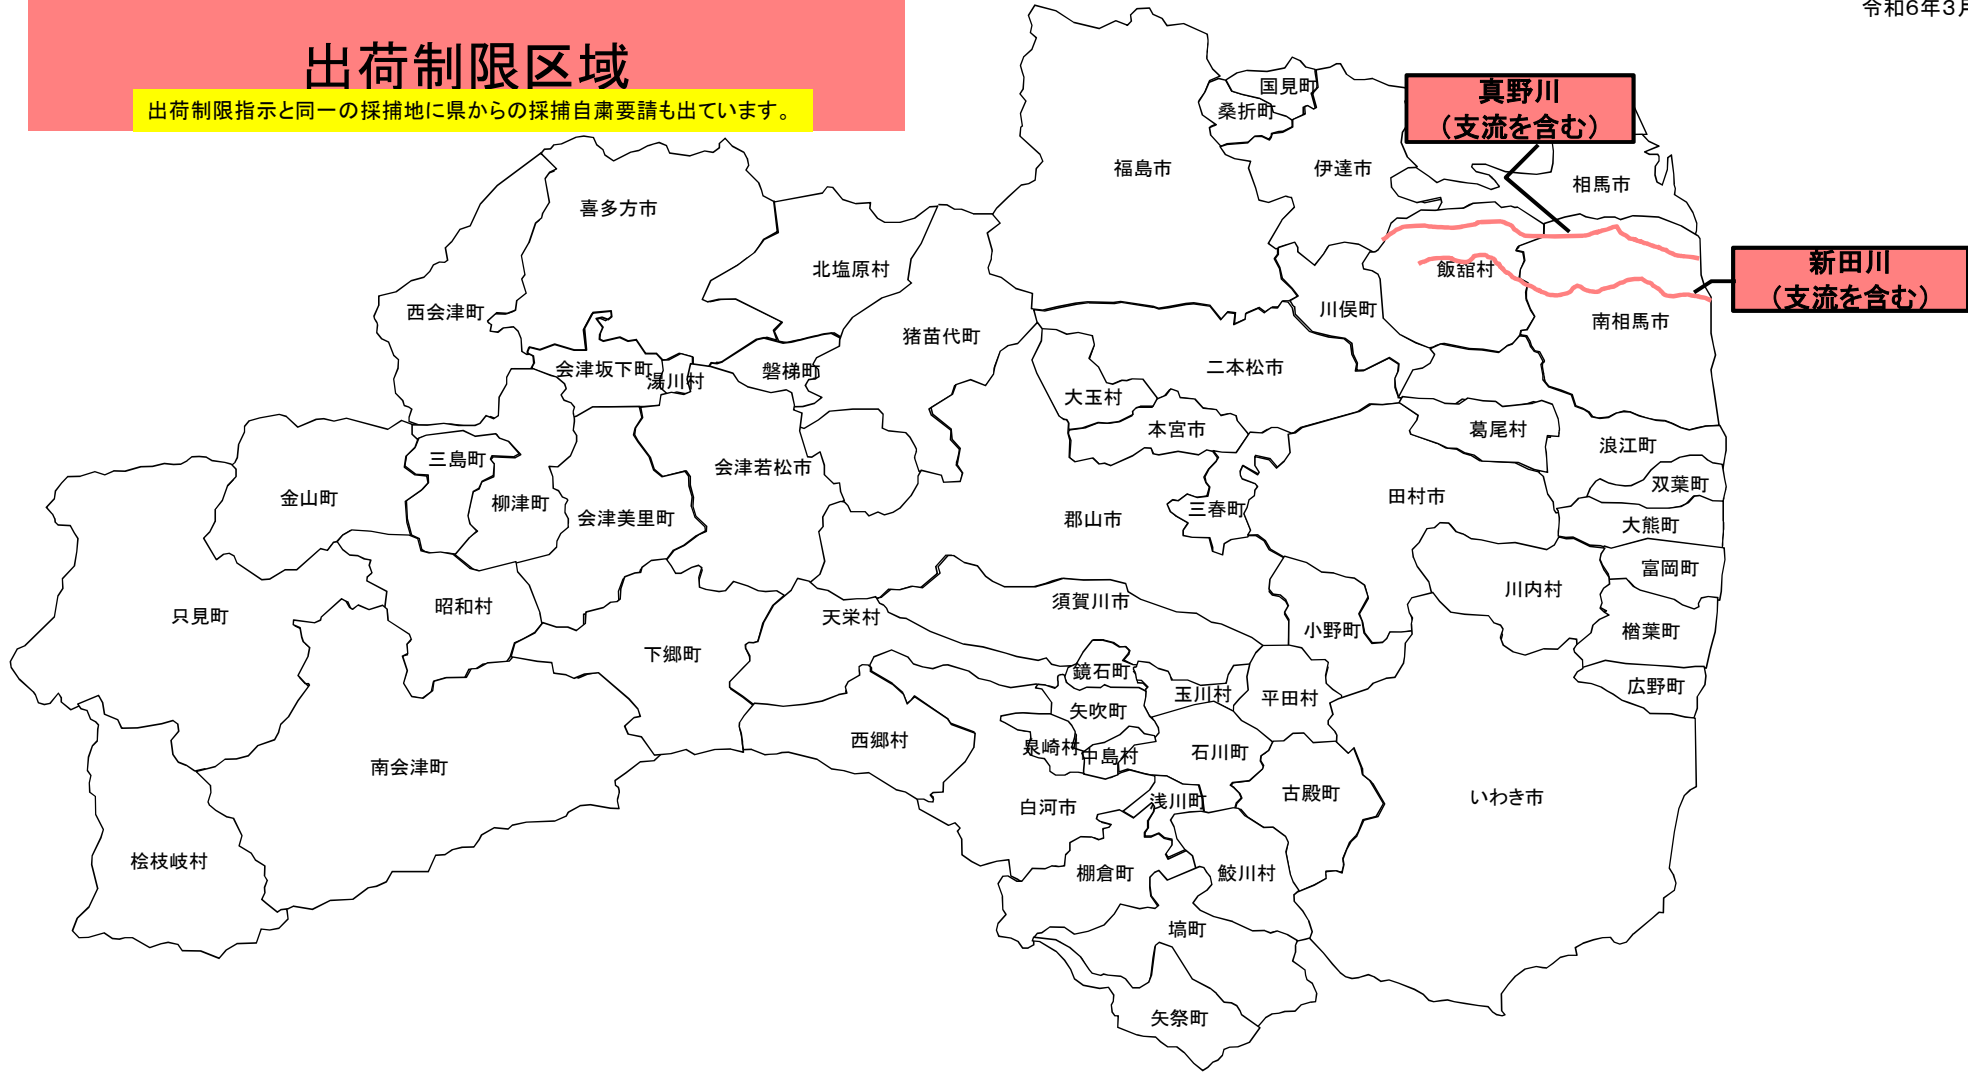 令和6年3月
出荷制限区域
出荷制限指示と同一の採捕地に県からの採捕自粛要請も出ています。
国見町
桑折町
真野川
(支流を含む)
福島市
伊達市
相馬市
喜多方市
北塩原村
飯舘村
新田川
(支流を含む)
西会津町
川俣町
南相馬市
猪苗代町
会津坂下町
湯川村
磐梯町
二本松市
大玉村
本宮市
葛尾村
浪江町
三島町
会津若松市
双葉町
金山町
柳津町
会津美里町
郡山市
三春町
田村市
大熊町
富岡町
川内村
只見町
昭和村
天栄村
須賀川市
小野町
楢葉町
下郷町
鏡石町
玉川村
平田村
広野町
矢吹町
西郷村
泉崎村
中島村
石川町
南会津町
白河市
浅川町
古殿町
いわき市
桧枝岐村
棚倉町
鮫川村
塙町
矢祭町